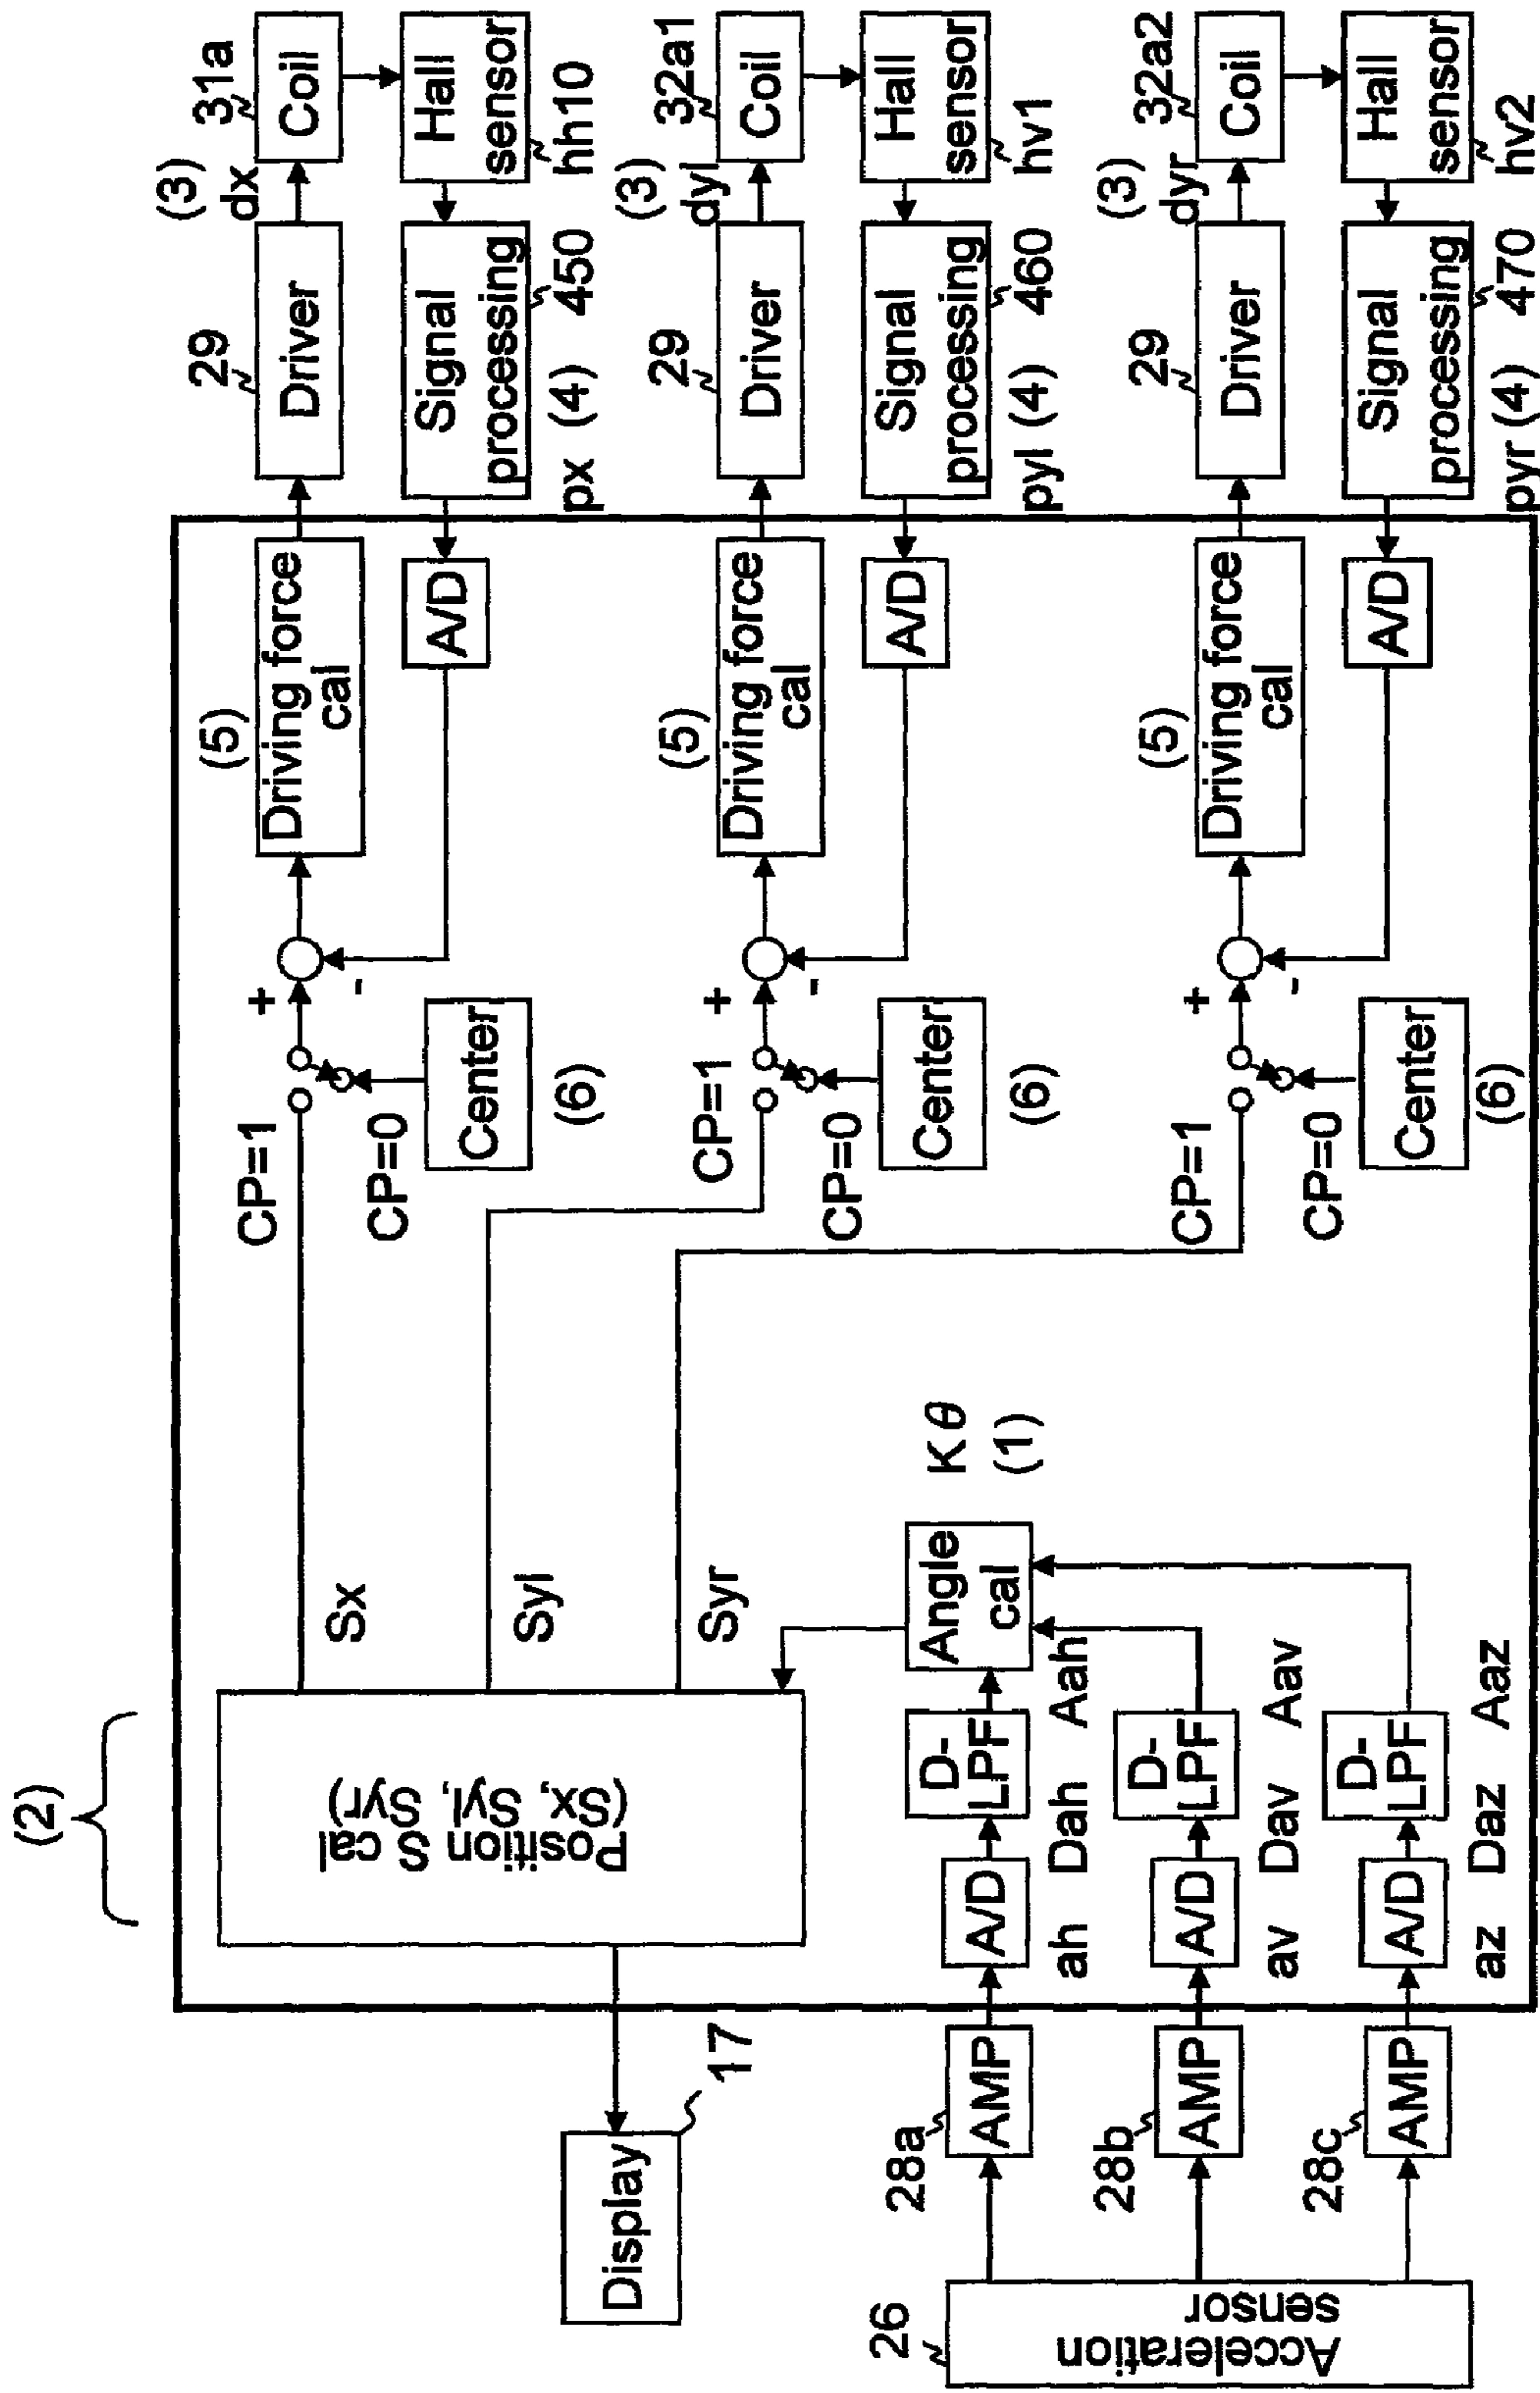 (2)
Position S cal
(Sx, Syl, Syr)
Sx
Syl
Syr
CP=1
CP=0
Center
(6)
+
-
(5)
Driving force
cal
A/D
29
Driver
(3)
dx
31a
Coil
Hall
sensor
hh10
Signal
processing
450
px (4)
CP=1
CP=0
Center
(6)
+
-
(5)
Driving force
cal
A/D
29
Driver
(3)
dyl
32a1
Coil
Hall
sensor
hv1
Signal
processing
460
pyl (4)
CP=1
CP=0
Center
(6)
+
-
(5)
Driving force
cal
A/D
29
Driver
(3)
dyr
32a2
Coil
Hall
sensor
hv2
Signal
processing
470
pyr (4)
Display
17
26
Acceleration
sensor
28a
AMP
A/D
D-
LPF
ah Dah Aah
Angle
cal
Kθ
(1)
28b
AMP
A/D
D-
LPF
av Dav Aav
28c
AMP
A/D
D-
LPF
az Daz Aaz